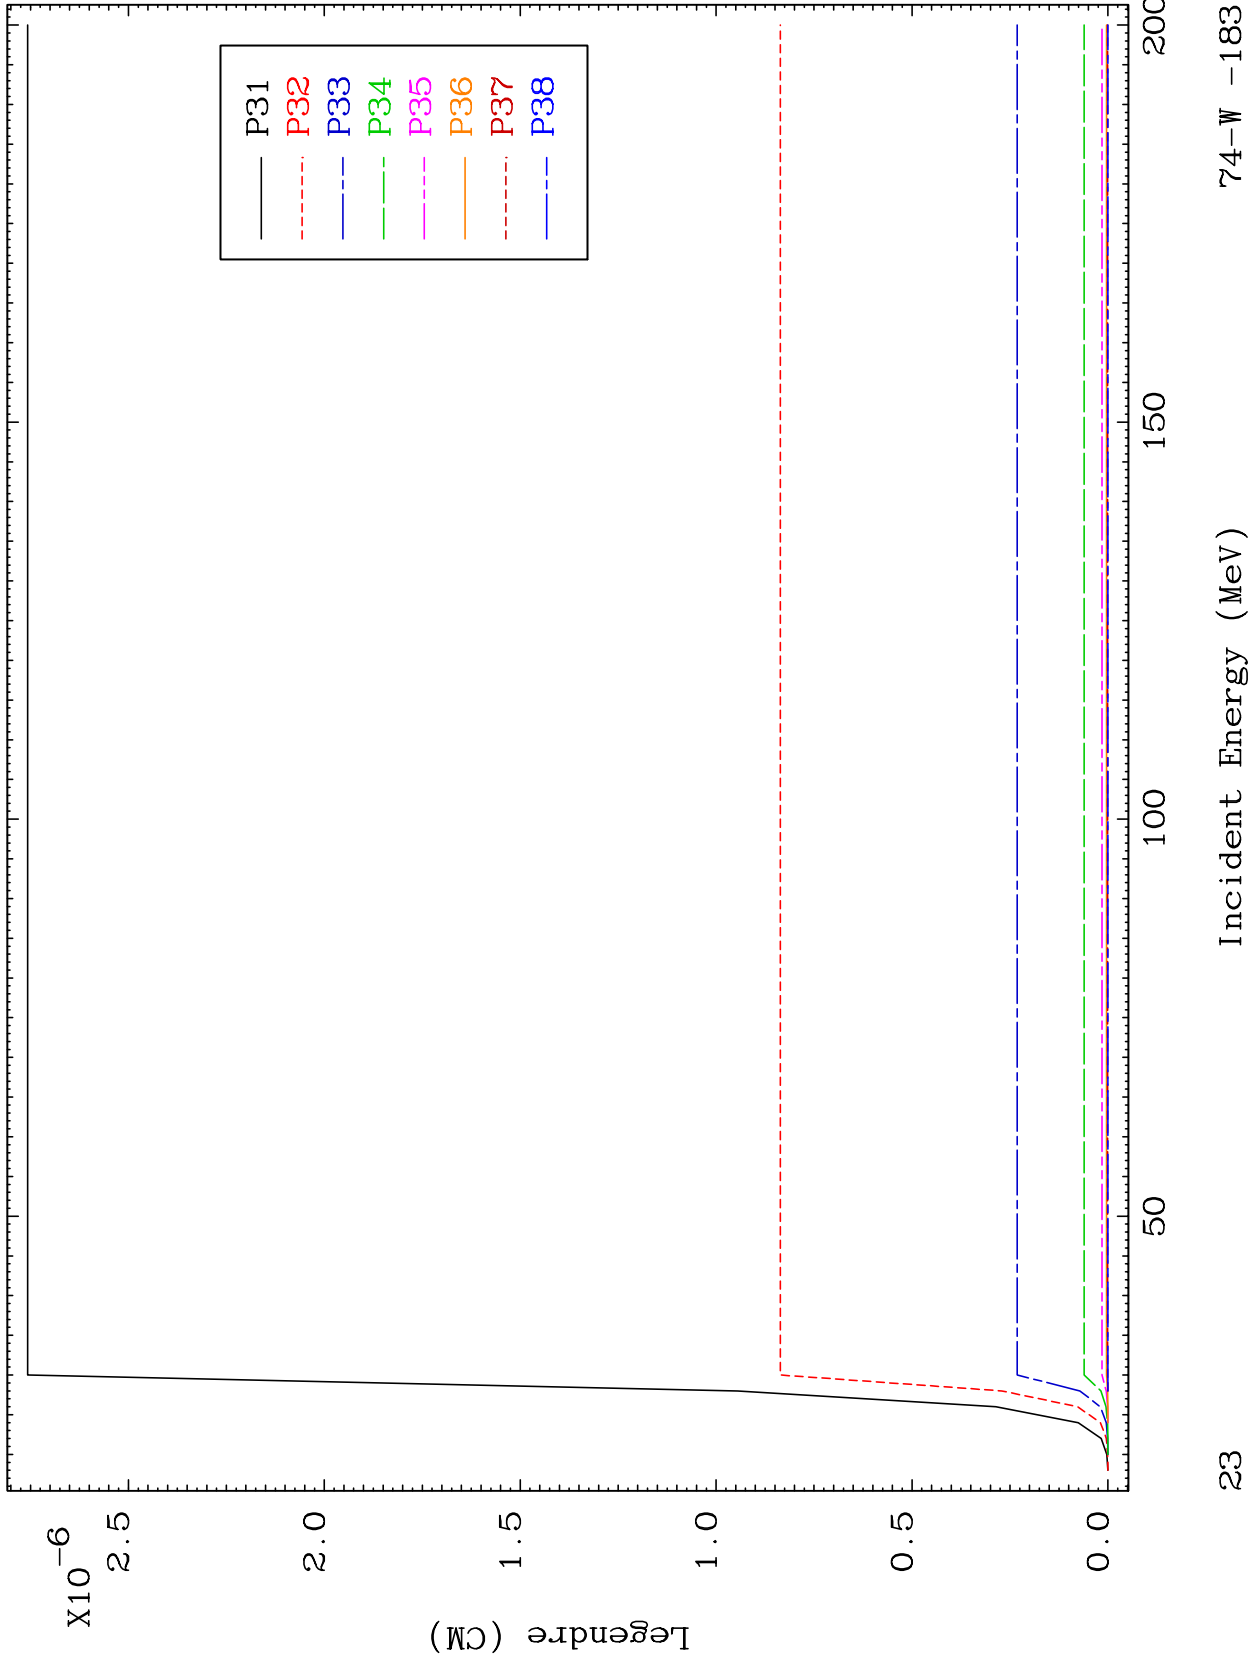 X10-6
2.5
2.0
1.5
1.0
0.5
0.0
Legendre (CM)
P31
P32
P33
P34
P35
P36
P37
P38
50
100
150
200
Incident Energy (MeV)
23
74-W -183